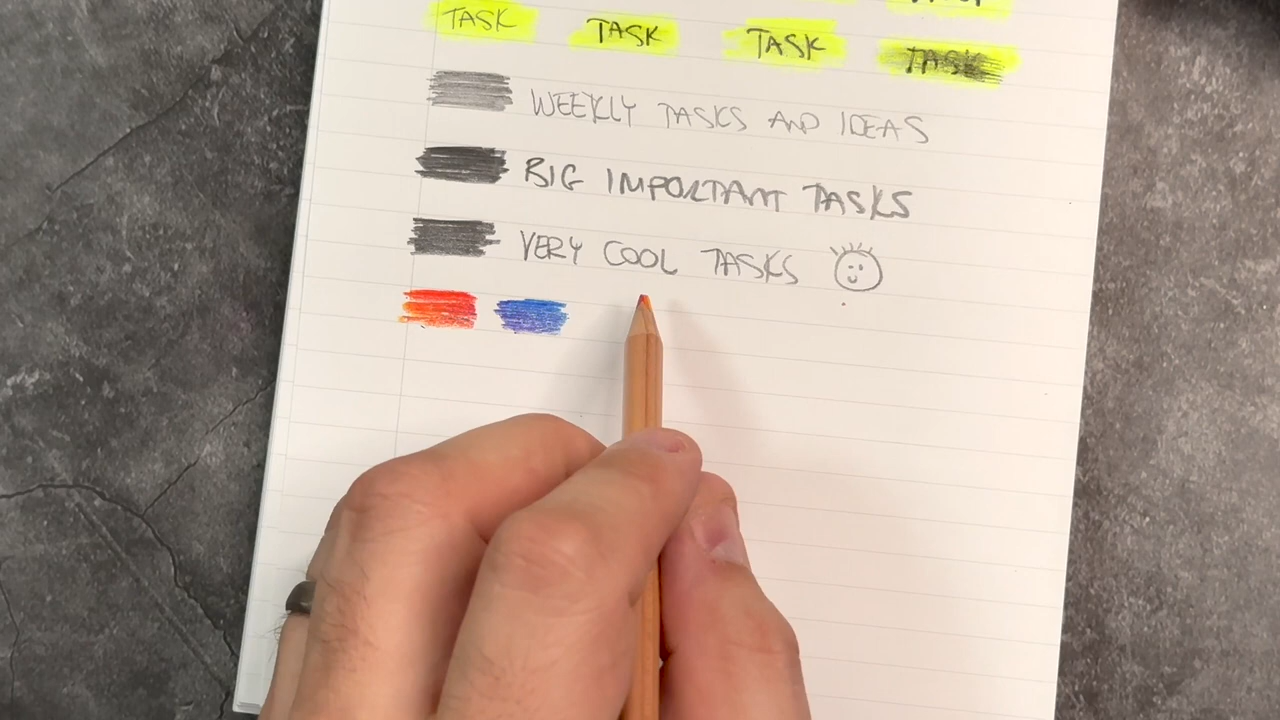 TASK TASK TASK TASK
WEEKLY TASKS AND IDEAS
BIG IMPORTANT TASKS
VERY COOL TASKS